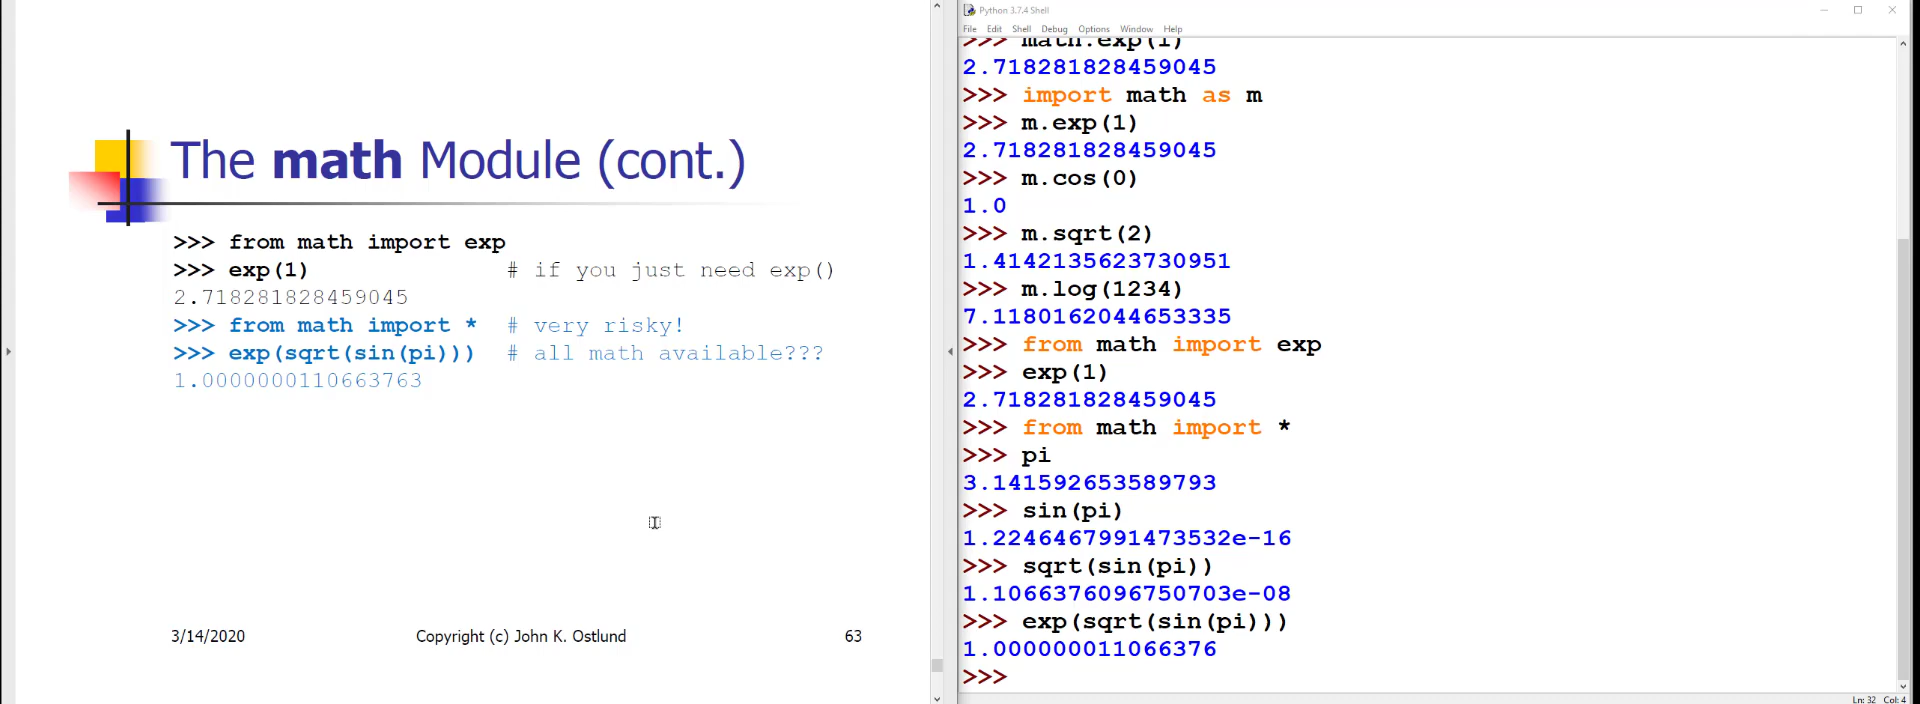 The math Module (cont.)
>>> from math import exp
>>> exp(1) # if you just need exp()
2.718281828459045
>>> from math import * # very risky!
>>> exp(sqrt(sin(pi))) # all math available???
1.0000000110663763
3/14/2020 Copyright (c) John K. Ostlund 63
Python 3.7.4 Shell
File Edit Shell Debug Options Window Help
>>> math.exp(1)
2.718281828459045
>>> import math as m
>>> m.exp(1)
2.718281828459045
>>> m.cos(0)
1.0
>>> m.sqrt(2)
1.4142135623730951
>>> m.log(1234)
7.1180162044653335
>>> from math import exp
>>> exp(1)
2.718281828459045
>>> from math import *
>>> pi
3.141592653589793
>>> sin(pi)
1.2246467991473532e-16
>>> sqrt(sin(pi))
1.1066376096750703e-08
>>> exp(sqrt(sin(pi)))
1.000000011066376
>>>
Ln: 32 Col: 4